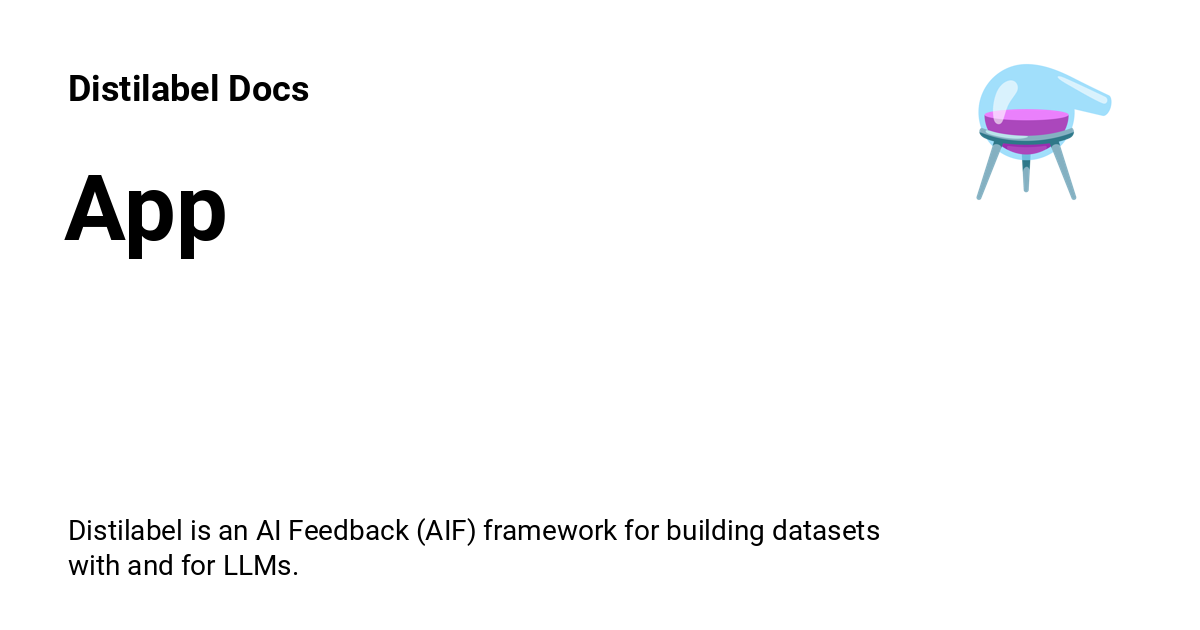 Distilabel Docs
App
Distilabel is an AI Feedback (AIF) framework for building datasets
with and for LLMs.